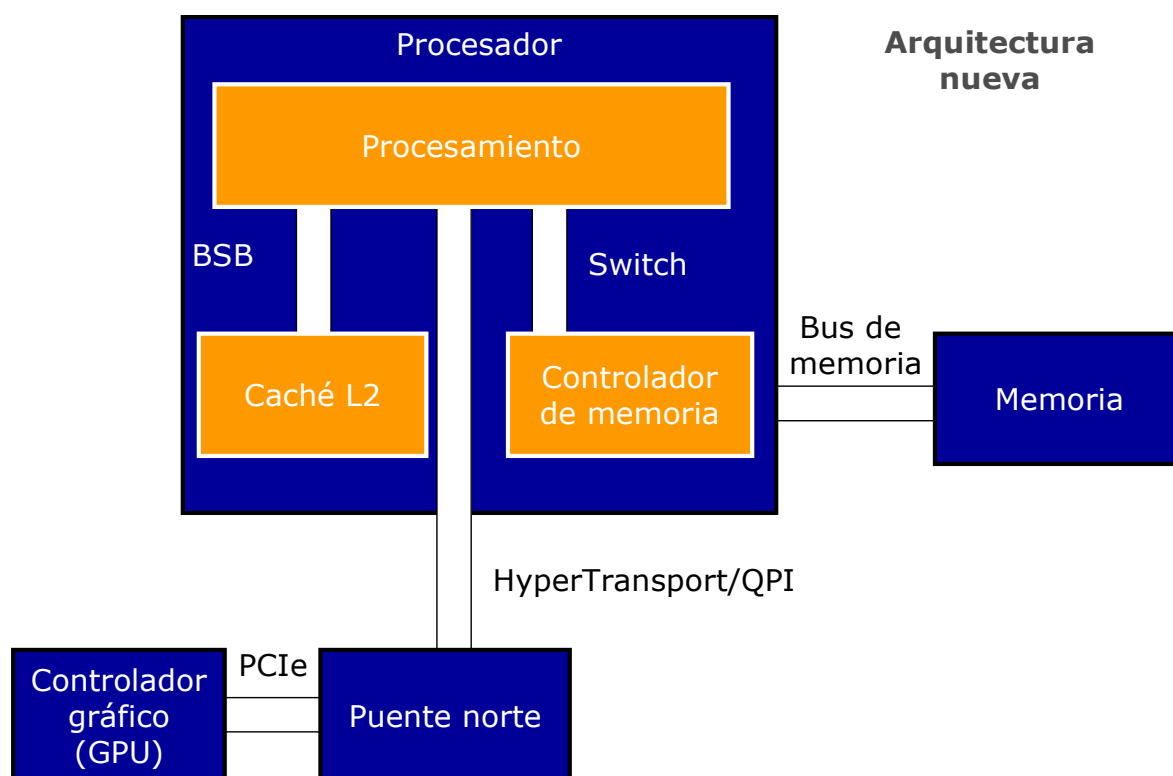 Procesador
Arquitectura
nueva
Procesamiento
BSB
Switch
Caché L2
Controlador
de memoria
Bus de
memoria
Memoria
HyperTransport/QPI
Controlador
gráfico
(GPU)
PCIe
Puente norte